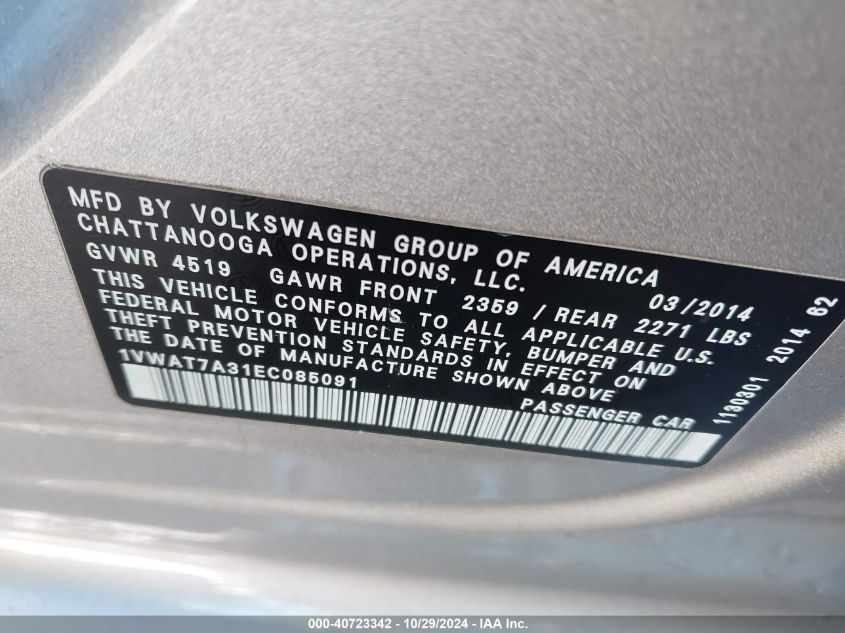 MFD BY VOLKSWAGEN GROUP OF AMERICA
CHATTANOOGA OPERATIONS, LLC. 03/2014
GVWR 4519 GAWR FRONT 2359 / REAR 2271 LBS
THIS VEHICLE CONFORMS TO ALL APPLICABLE U.S.
FEDERAL MOTOR VEHICLE SAFETY, BUMPER AND
THEFT PREVENTION STANDARDS IN EFFECT ON
THE DATE OF MANUFACTURE SHOWN ABOVE
1VWAT7A31EC085091 PASSENGER CAR
1130301 2014 62
000-40723342 - 10/29/2024 - IAA Inc.